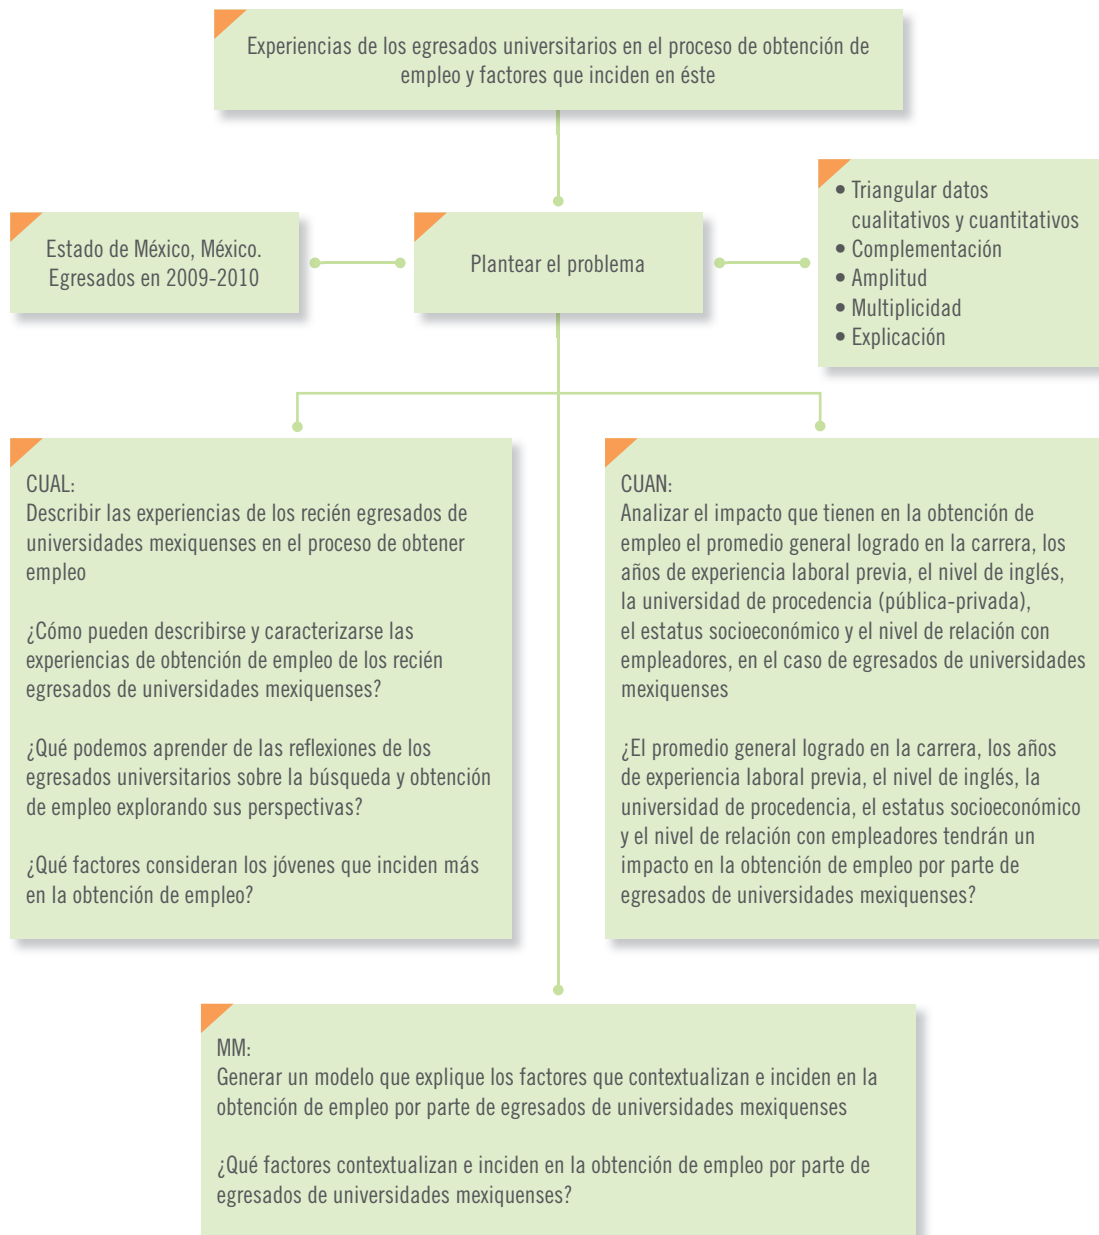 Experiencias de los egresados universitarios en el proceso de obtención de
empleo y factores que inciden en éste
Estado de México, México.
Egresados en 2009-2010
Plantear el problema
• Triangular datos
cualitativos y cuantitativos
• Complementación
• Amplitud
• Multiplicidad
• Explicación
CUAL:
Describir las experiencias de los recién egresados de
universidades mexiquenses en el proceso de obtener
empleo
¿Cómo pueden describirse y caracterizarse las
experiencias de obtención de empleo de los recién
egresados de universidades mexiquenses?
¿Qué podemos aprender de las reflexiones de los
egresados universitarios sobre la búsqueda y obtención
de empleo explorando sus perspectivas?
¿Qué factores consideran los jóvenes que inciden más
en la obtención de empleo?
CUAN:
Analizar el impacto que tienen en la obtención de
empleo el promedio general logrado en la carrera, los
años de experiencia laboral previa, el nivel de inglés,
la universidad de procedencia (pública-privada),
el estatus socioeconómico y el nivel de relación con
empleadores, en el caso de egresados de universidades
mexiquenses
¿El promedio general logrado en la carrera, los años
de experiencia laboral previa, el nivel de inglés, la
universidad de procedencia, el estatus socioeconómico
y el nivel de relación con empleadores tendrán un
impacto en la obtención de empleo por parte de
egresados de universidades mexiquenses?
MM:
Generar un modelo que explique los factores que contextualizan e inciden en la
obtención de empleo por parte de egresados de universidades mexiquenses
¿Qué factores contextualizan e inciden en la obtención de empleo por parte de
egresados de universidades mexiquenses?